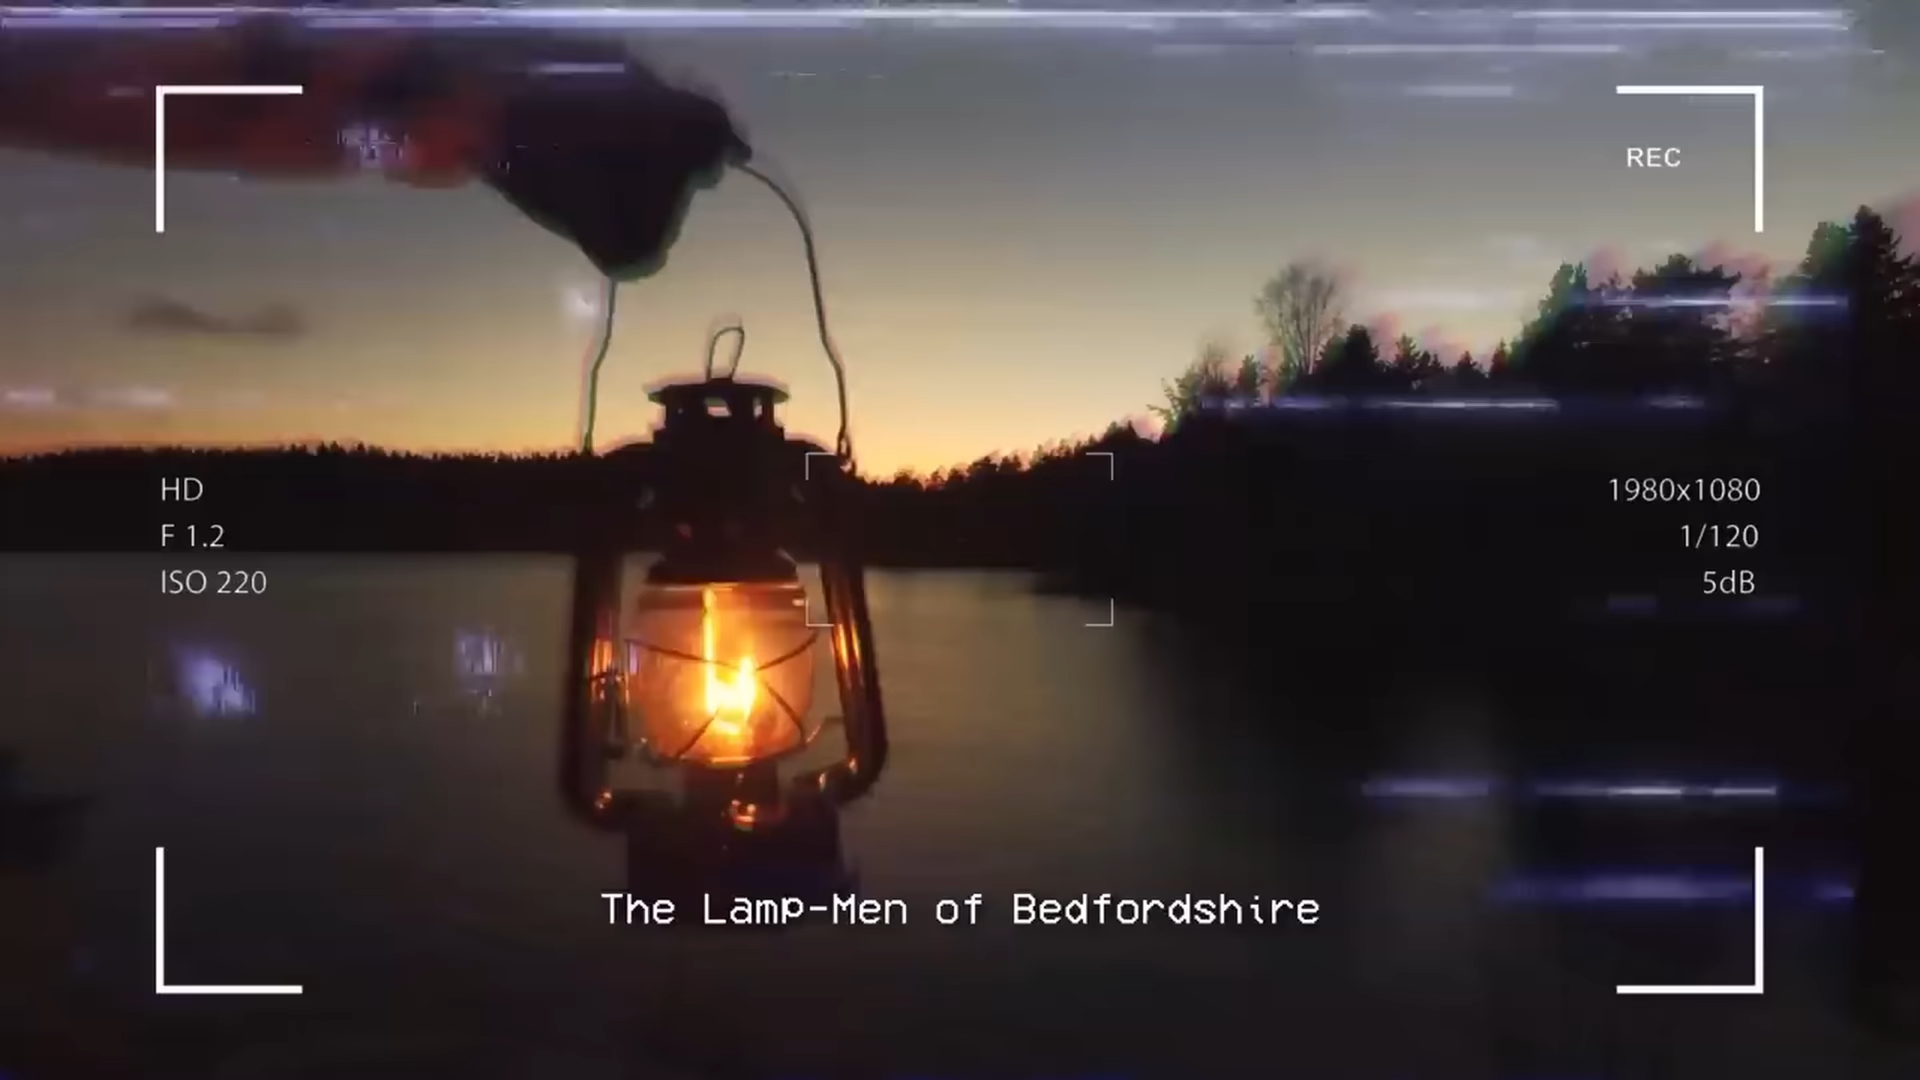 REC
HD
F 1.2
ISO 220
1980x1080
1/120
5dB
The Lamp-Men of Bedfordshire